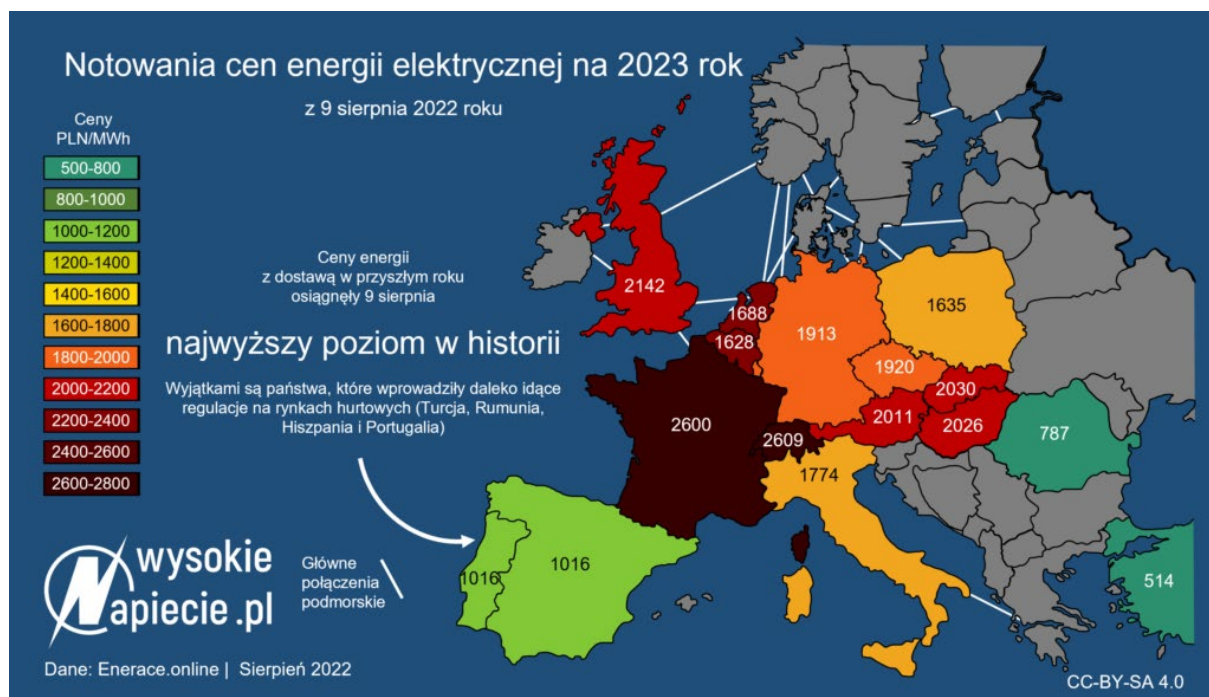 Notowania cen energii elektrycznej na 2023 rok
z 9 sierpnia 2022 roku
Ceny
PLN/MWh
500-800
800-1000
1000-1200
1200-1400
1400-1600
1600-1800
1800-2000
2000-2200
2200-2400
2400-2600
2600-2800
Ceny energii
z dostawą w przyszłym roku
osiągnęły 9 sierpnia
najwyższy poziom w historii
Wyjątkami są państwa, które wprowadziły daleko idące
regulacje na rynkach hurtowych (Turcja, Rumunia,
Hiszpania i Portugalia)
2142
1688
1628
1913
1635
1920
2030
2011
2026
2600
2609
1774
787
1016
1016
514
wysokie
Napiecie.pl
Główne
połączenia
podmorskie
Dane: Enerace.online | Sierpień 2022
CC-BY-SA 4.0